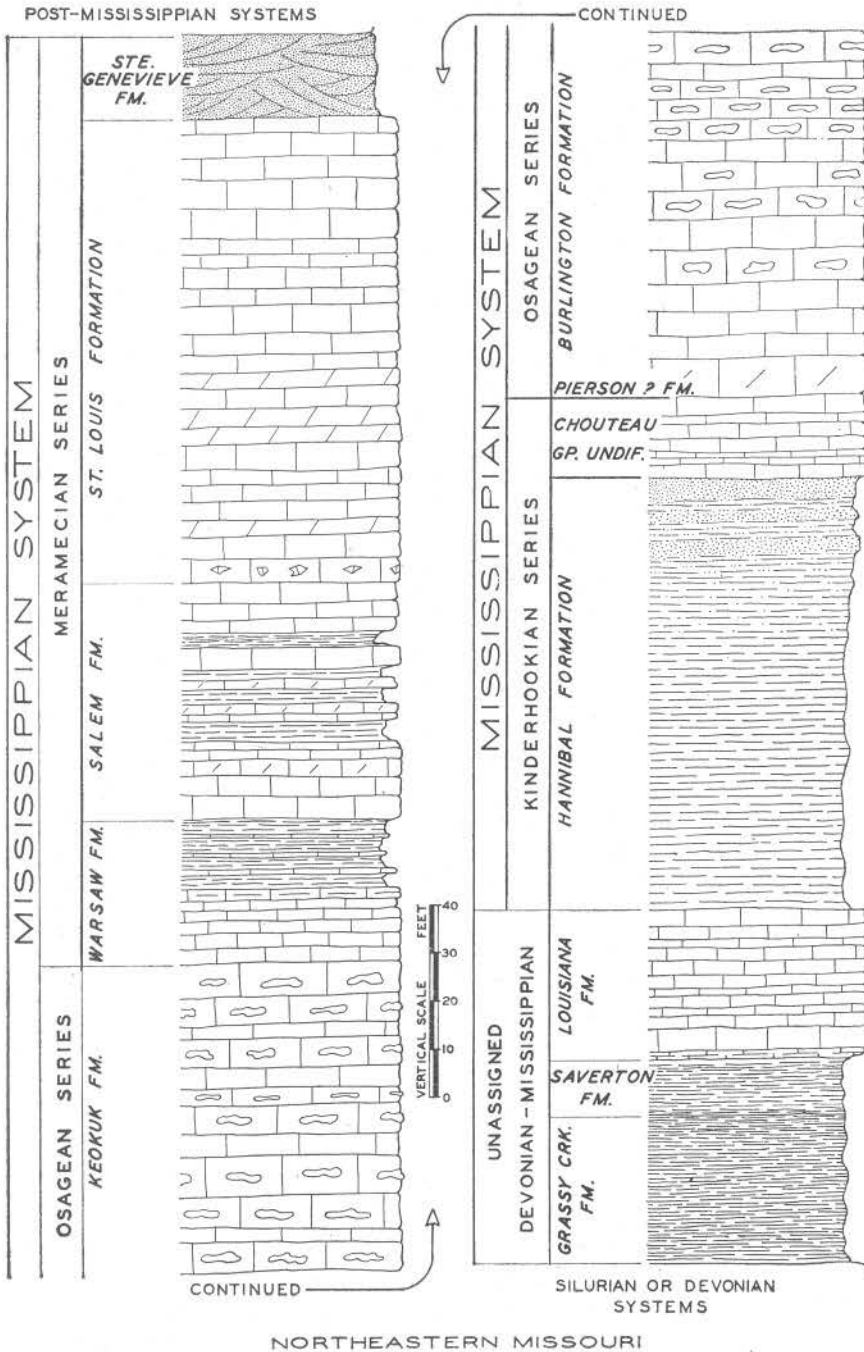 POST-MISSISSIPPIAN SYSTEMS
MISSISSIPPIAN SYSTEM
MERAMECIAN SERIES
STE.
GENEVIEVE
FM.
ST. LOUIS FORMATION
SALEM FM.
WARSAW FM.
OSAGEAN SERIES
KEOKUK FM.
VERTICAL SCALE FEET
40
30
20
10
0
CONTINUED
CONTINUED
MISSISSIPPIAN SYSTEM
OSAGEAN SERIES
BURLINGTON FORMATION
PIERSON ? FM.
KINDERHOOKIAN SERIES
CHOUTEAU
GP. UNDIF.
HANNIBAL FORMATION
UNASSIGNED
DEVONIAN-MISSISSIPPIAN
LOUISIANA
FM.
SAVERTON
FM.
GRASSY CRK.
FM.
SILURIAN OR DEVONIAN
SYSTEMS
NORTHEASTERN MISSOURI